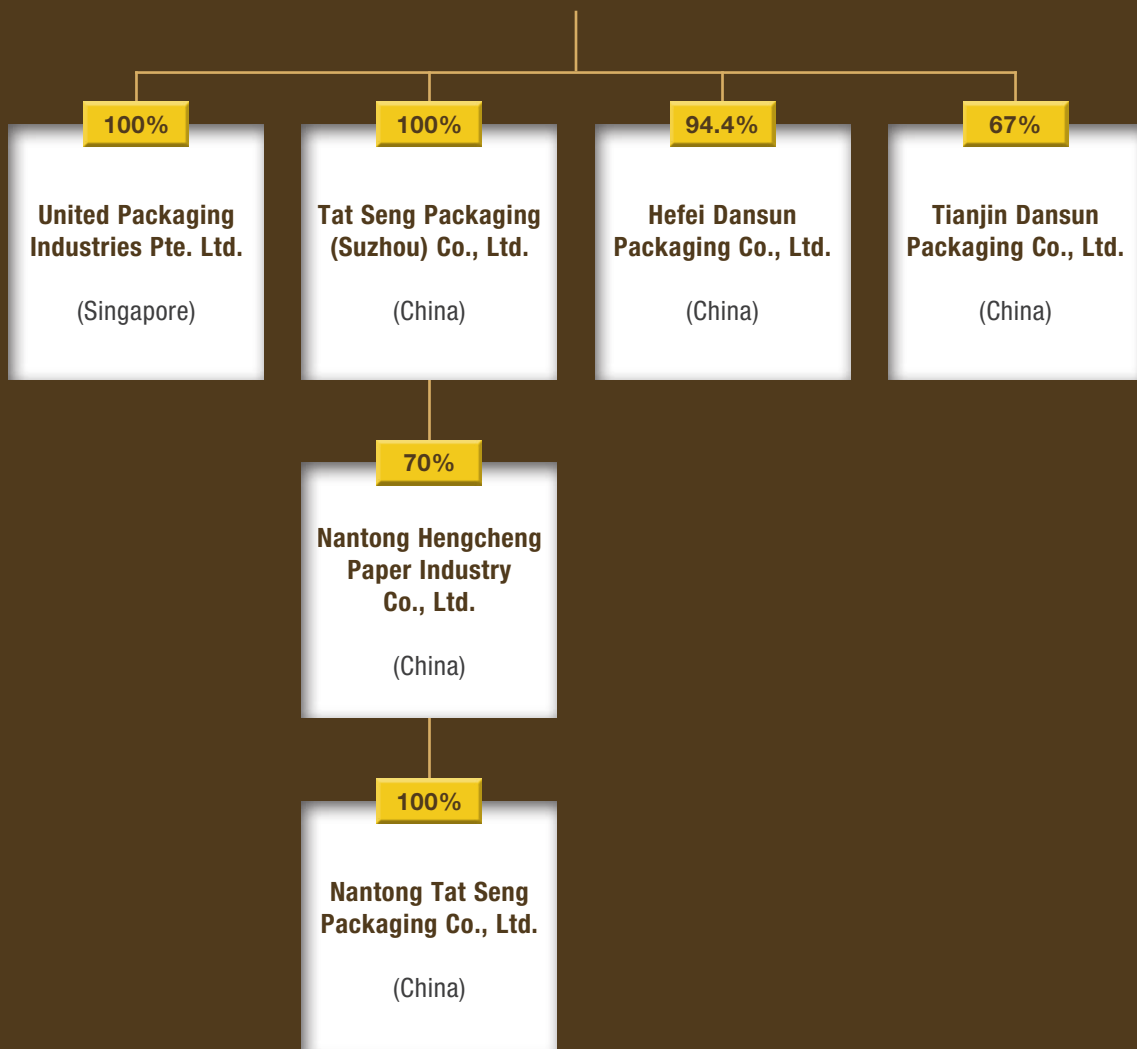 100%
United Packaging
Industries Pte. Ltd.
(Singapore)
100%
Tat Seng Packaging
(Suzhou) Co., Ltd.
(China)
94.4%
Hefei Dansun
Packaging Co., Ltd.
(China)
67%
Tianjin Dansun
Packaging Co., Ltd.
(China)
70%
Nantong Hengcheng
Paper Industry
Co., Ltd.
(China)
100%
Nantong Tat Seng
Packaging Co., Ltd.
(China)